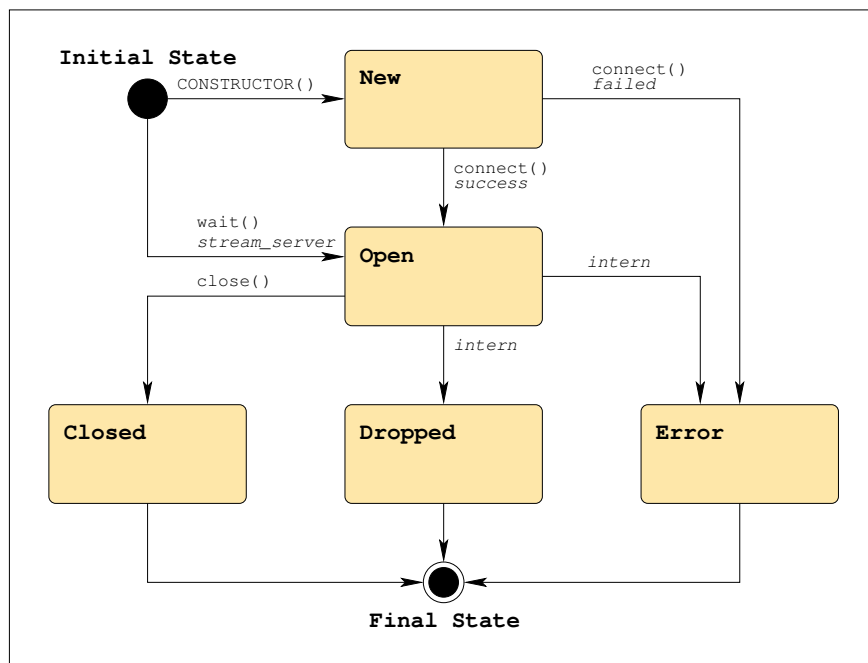 Initial State
CONSTRUCTOR()
New
connect()
failed
connect()
success
wait()
stream_server
Open
intern
close()
intern
Closed
Dropped
Error
Final State